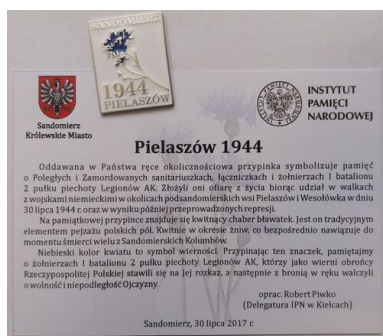 SANDOMIERZ
1944
PIELASZÓW
Sandomierz
Królewskie Miasto
INSTYTUT
PAMIĘCI
NARODOWEJ
Pielaszów 1944
Oddawana w Państwa ręce okolicznościowa przypinka symbolizuje pamięć
o Poległych i Zamordowanych sanitariuszkach, łączniczkach i żołnierzach I batalionu
2 pułku piechoty Legionów AK. Złożyli oni ofiarę z życia biorąc udział w walkach
z wojskami niemieckimi w okolicach podsandomierskich wsi Pielaszów i Wesołówka w dniu
30 lipca 1944 r. oraz w wyniku później przeprowadzonych represji.
Na pamiątkowej przypince znajduje się kwitnący chaber bławatek. Jest on tradycyjnym
elementem pejzażu polskich pól. Kwitnie w okresie żniw, co bezpośrednio nawiązuje do
momentu śmierci wielu z Sandomierskich Kolumbów.
Niebieski kolor kwiatu to symbol wierności. Przypinając ten znaczek, pamiętajmy
o żołnierzach I batalionu 2 pułku piechoty Legionów AK, którzy jako wierni obrońcy
Rzeczypospolitej Polskiej stawili się na Jej rozkaz, a następnie z bronią w ręku walczyli
o wolność i niepodległość Ojczyzny.
oprac. Robert Piwko
(Delegatura IPN w Kielcach)
Sandomierz, 30 lipca 2017 r.